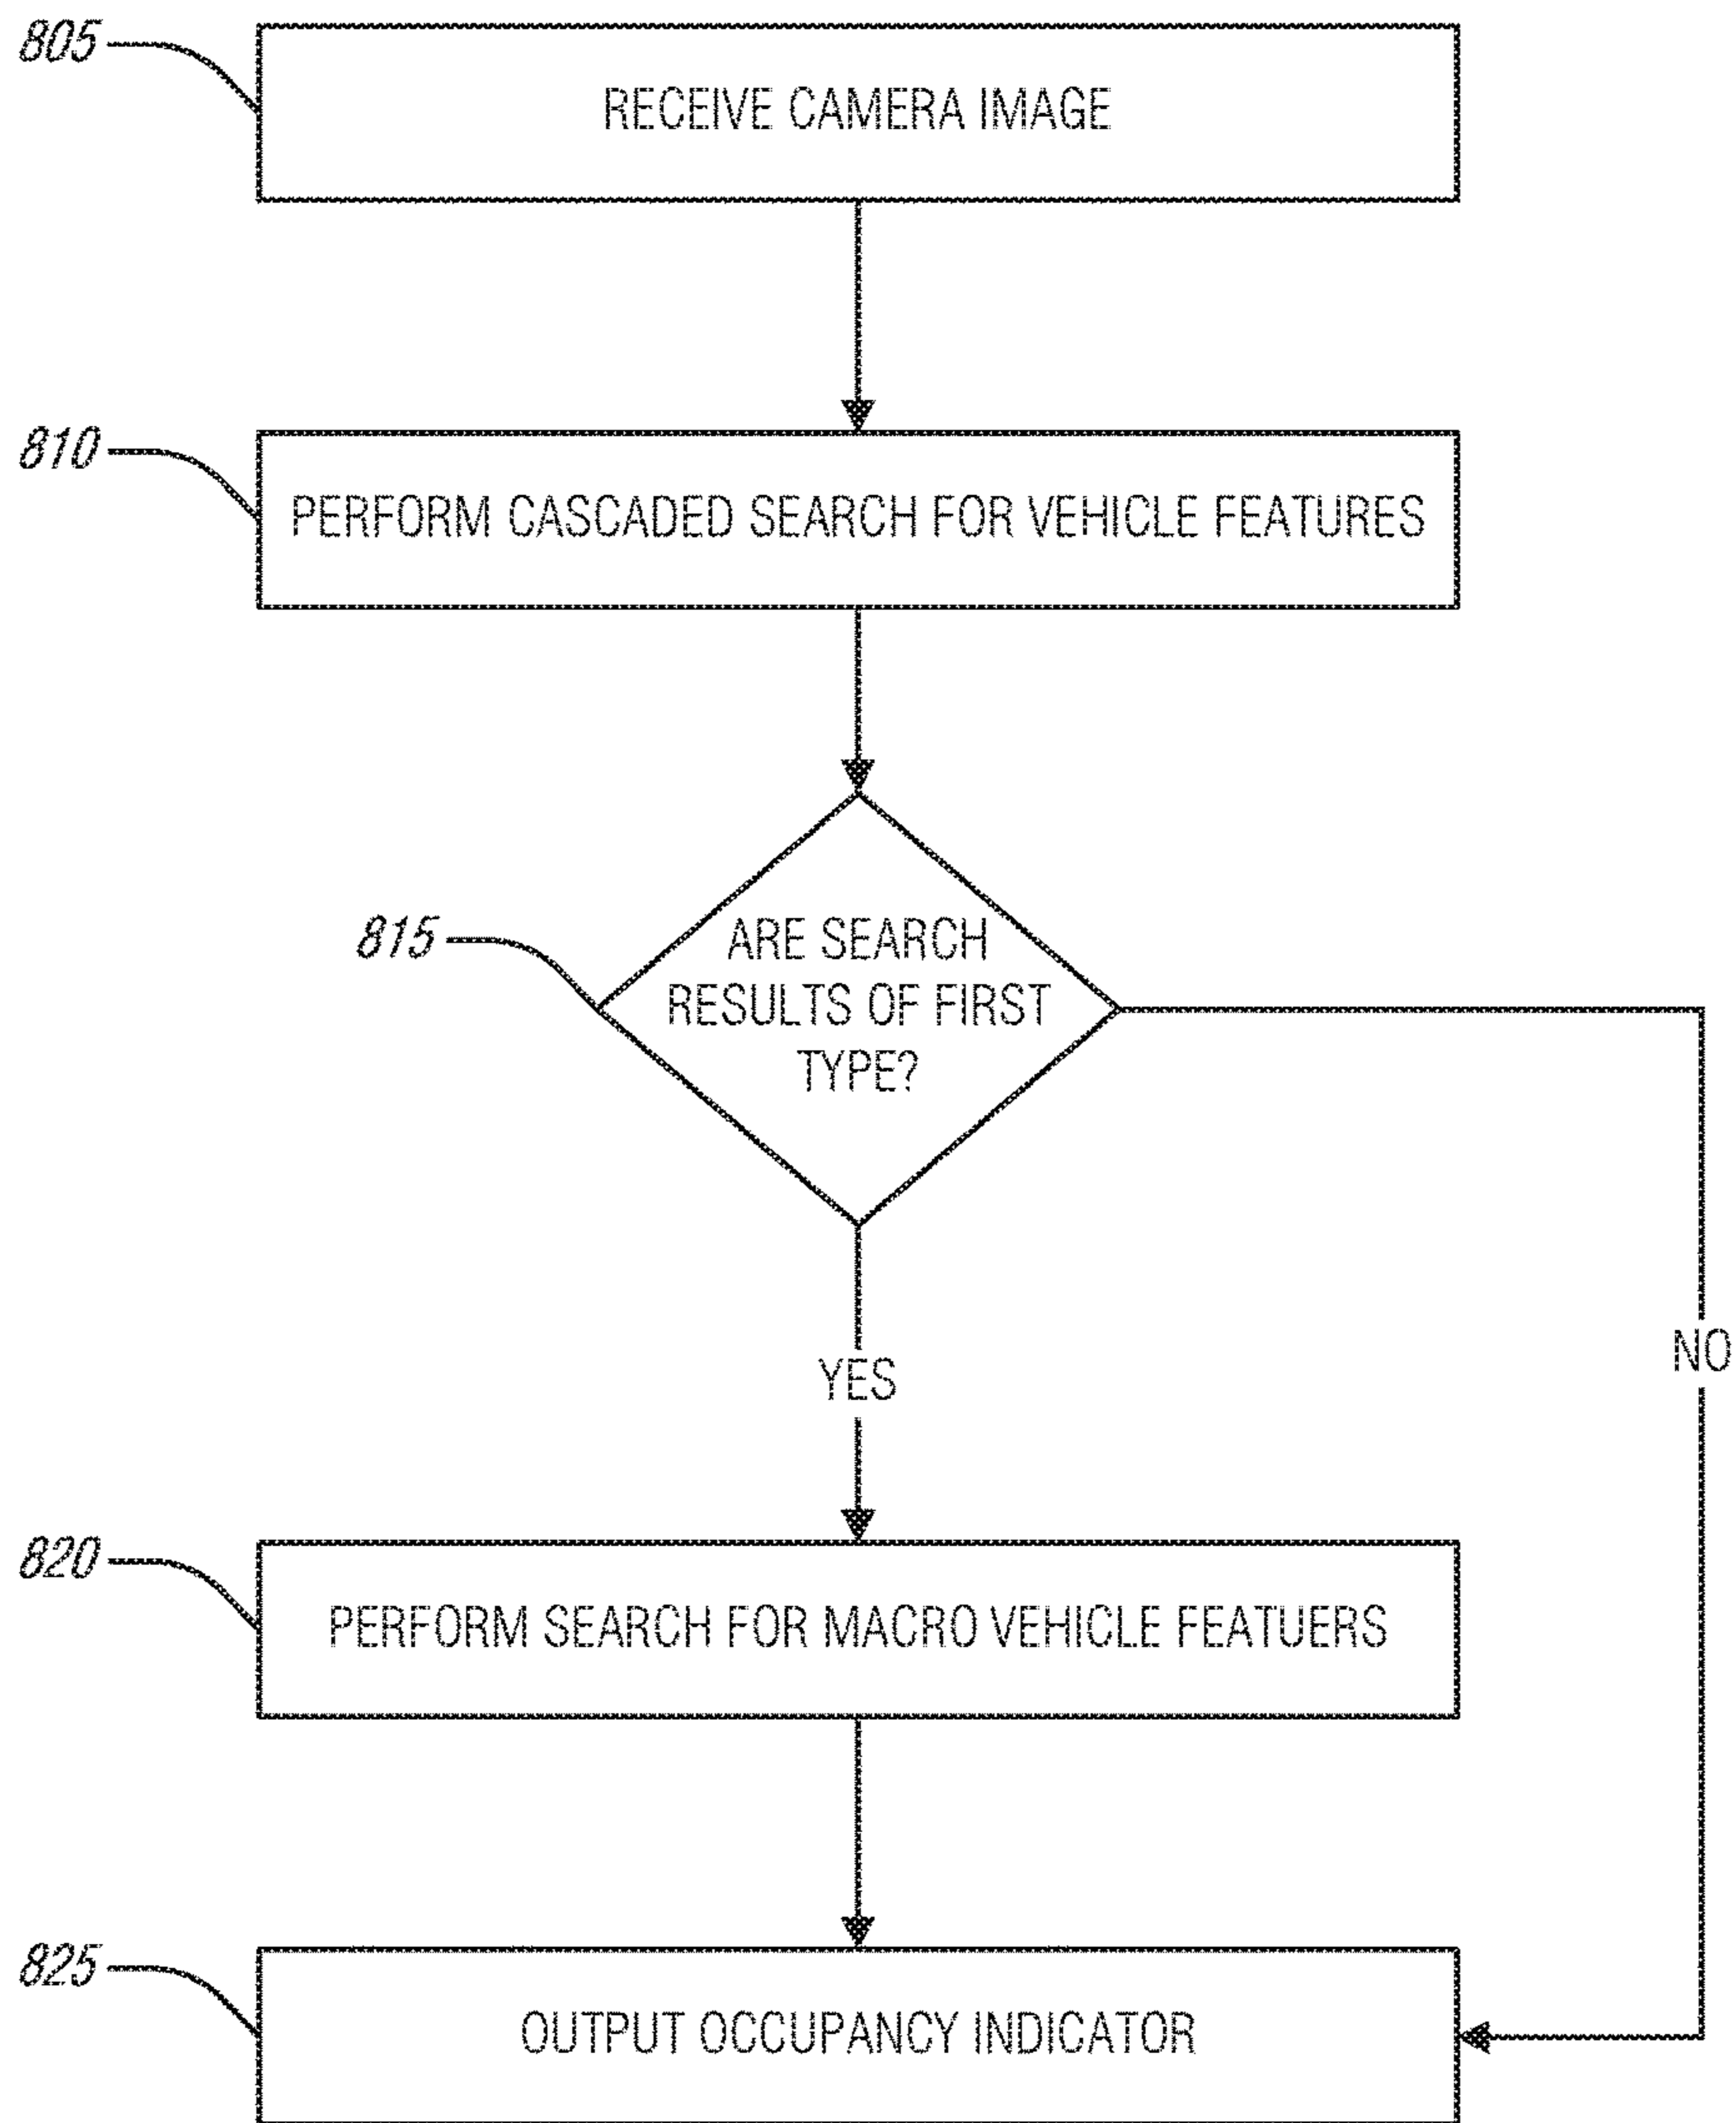 805
RECEIVE CAMERA IMAGE
810
PERFORM CASCADED SEARCH FOR VEHICLE FEATURES
815
ARE SEARCH
RESULTS OF FIRST
TYPE?
NO
YES
820
PERFORM SEARCH FOR MACRO VEHICLE FEATUERS
825
OUTPUT OCCUPANCY INDICATOR